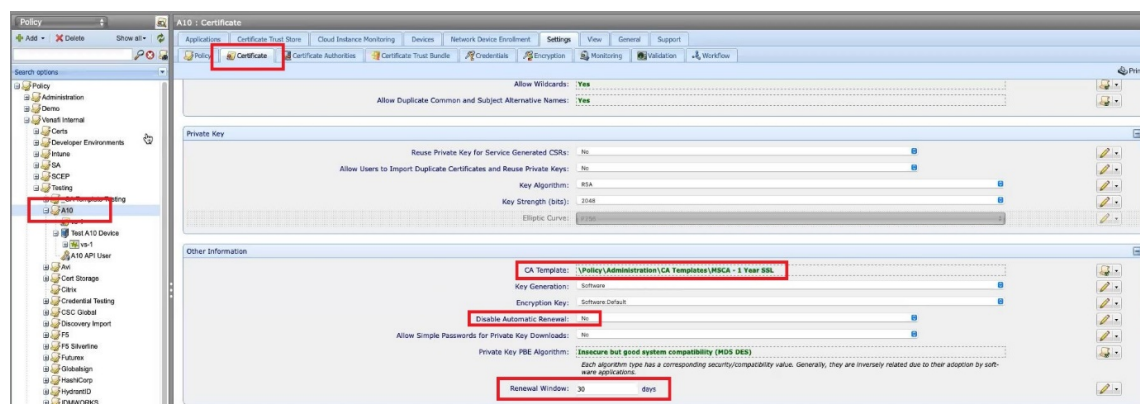 Policy
A10 : Certificate
Add
Delete
Show all
Applications
Certificate Trust Store
Cloud Instance Monitoring
Devices
Network Device Enrollment
Settings
View
General
Support
Policy
Certificate
Certificate Authorities
Certificate Trust Bundle
Credentials
Encryption
Monitoring
Validation
Workflow
Search options
Policy
Administration
Demo
Venafi Internal
Certs
Developer Environments
Intune
SA
SCEP
Testing
CA Template Testing
A10
Test A10 Device
vs-1
A10 API User
Avi
Cert Storage
Citrix
Credential Testing
CSC Global
Discovery Import
F5
F5 Silverline
Futurex
Globalsign
HashiCorp
HydrantID
IDMWORKS
Allow Wildcards: Yes
Allow Duplicate Common and Subject Alternative Names: Yes
Private Key
Reuse Private Key for Service Generated CSRs: No
Allow Users to Import Duplicate Certificates and Reuse Private Keys: No
Key Algorithm: RSA
Key Strength (bits): 2048
Elliptic Curve:
Other Information
CA Template: \Policy\Administration\CA Templates\MSCA - 1 Year SSL
Key Generation: Software
Encryption Key: Software:Default
Disable Automatic Renewal: No
Allow Simple Passwords for Private Key Downloads: No
Private Key PBE Algorithm: Insecure but good system compatibility (MD5 DES)
Each algorithm type has a corresponding security/compatibility value. Generally, they are inversely related due to their adoption by soft-
ware applications.
Renewal Window: 30 days